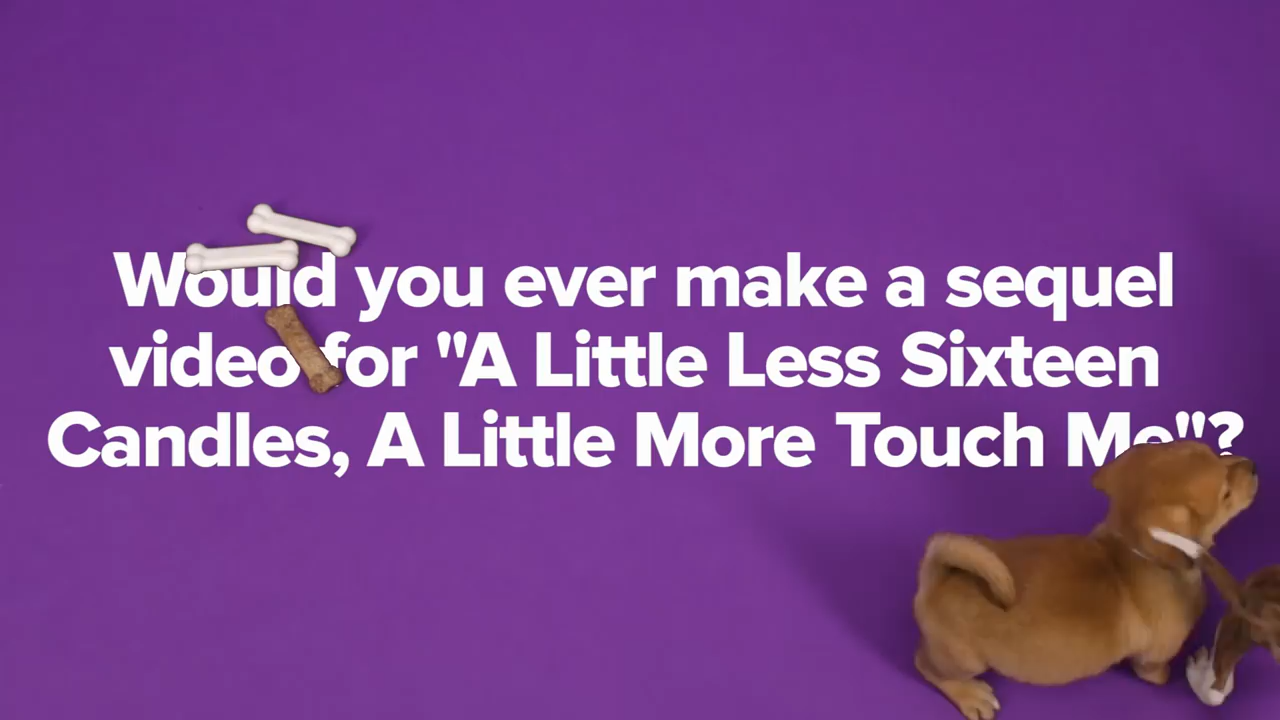 Would you ever make a sequel
video for "A Little Less Sixteen
Candles, A Little More Touch Me"?